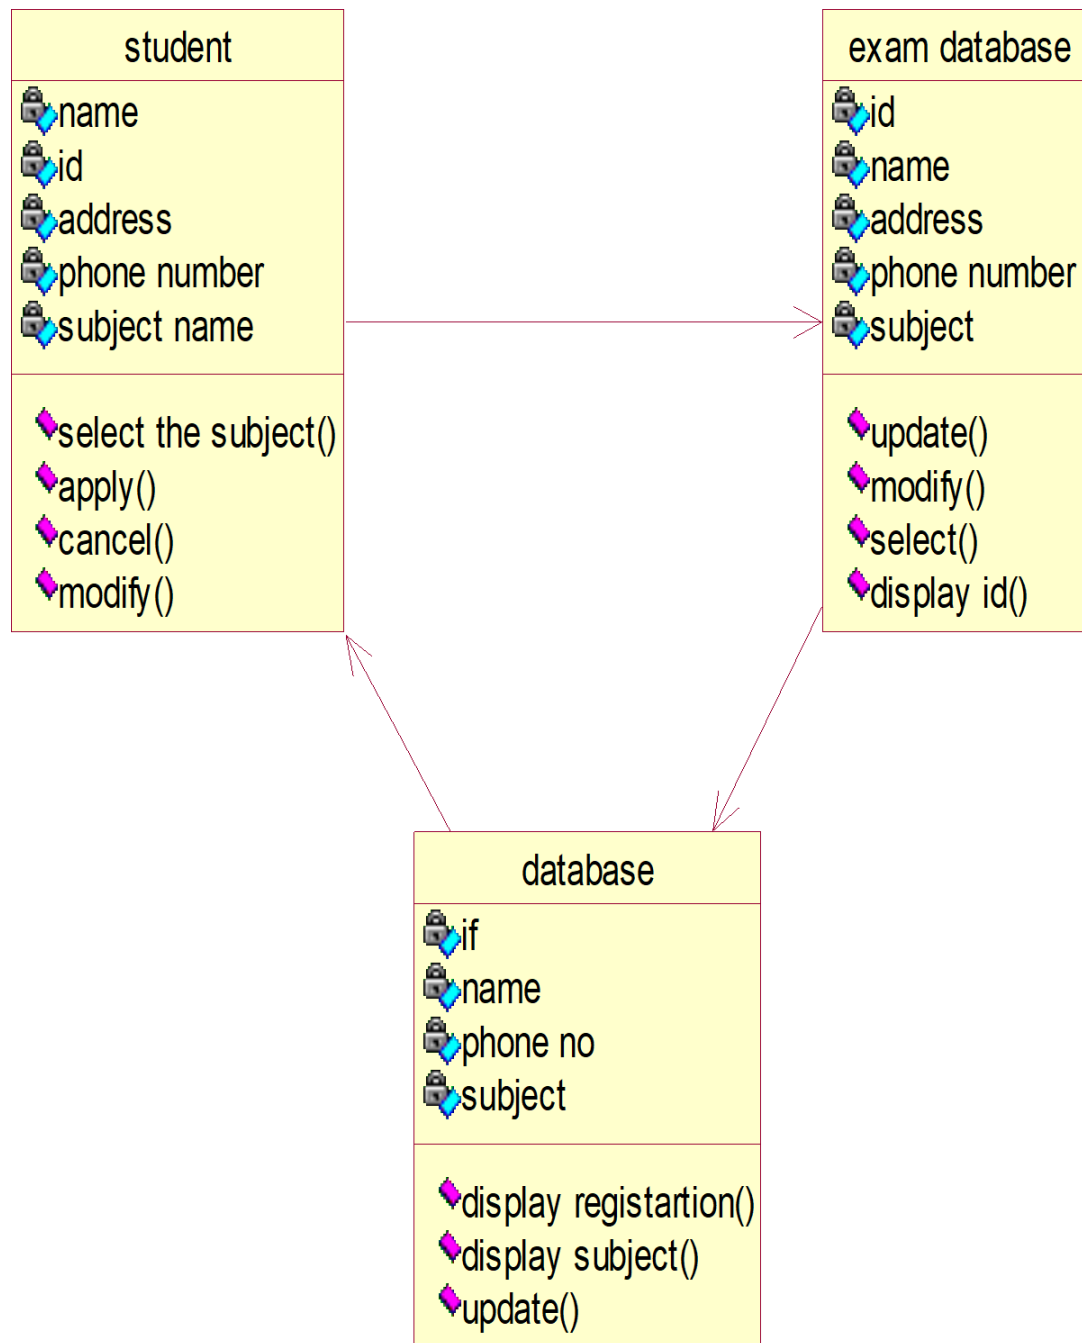 student
name
id
address
phone number
subject name
select the subject()
apply()
cancel()
modify()
exam database
id
name
address
phone number
subject
update()
modify()
select()
display id()
database
if
name
phone no
subject
display registartion()
display subject()
update()